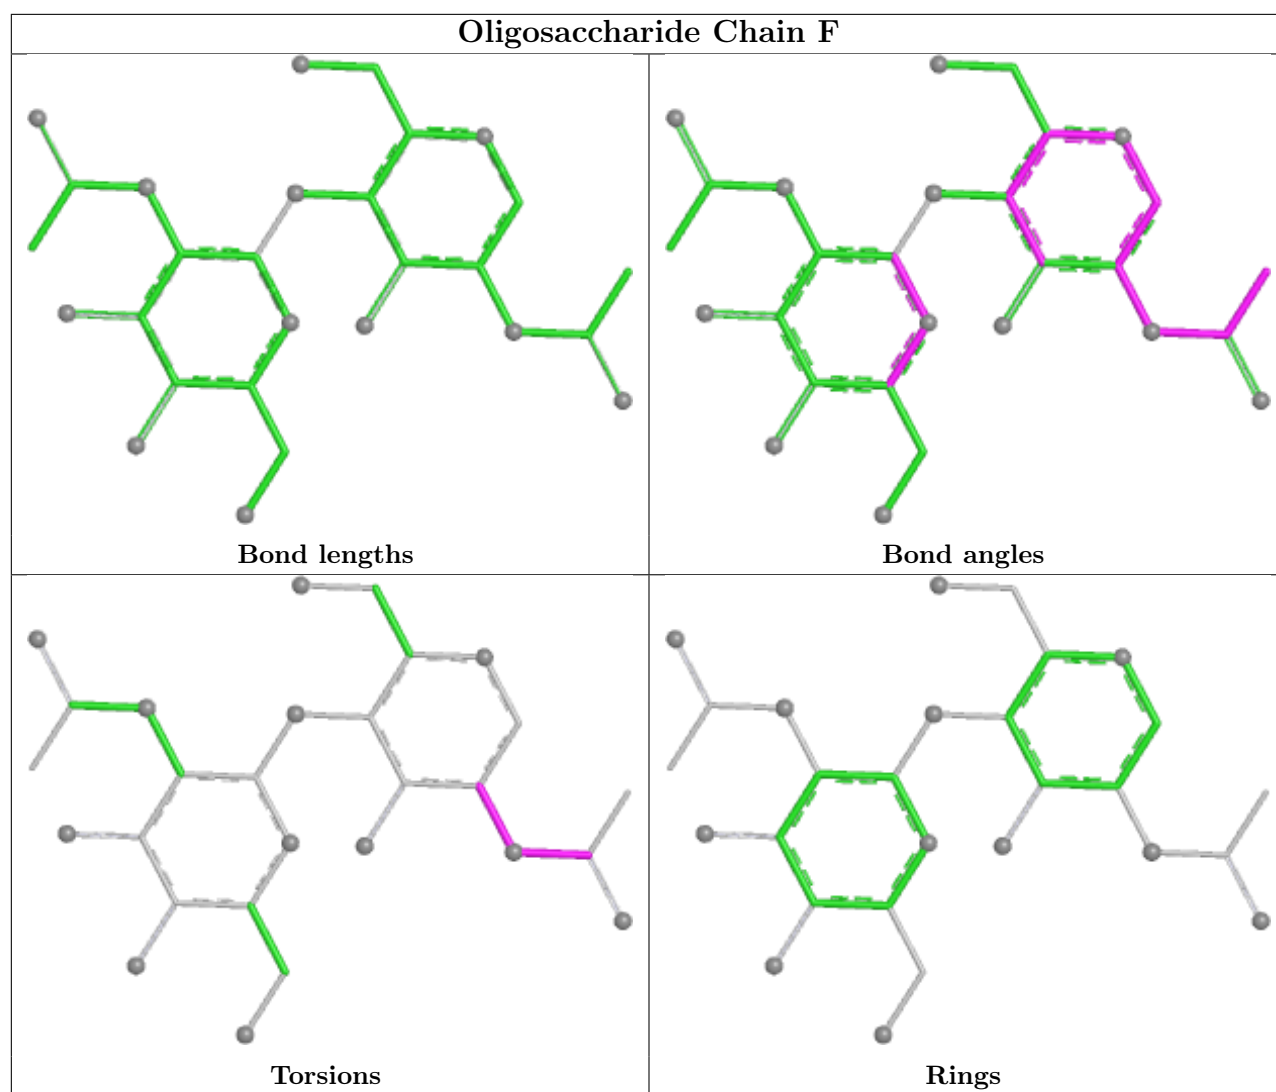 Oligosaccharide Chain F
Bond lengths
Bond angles
Torsions
Rings